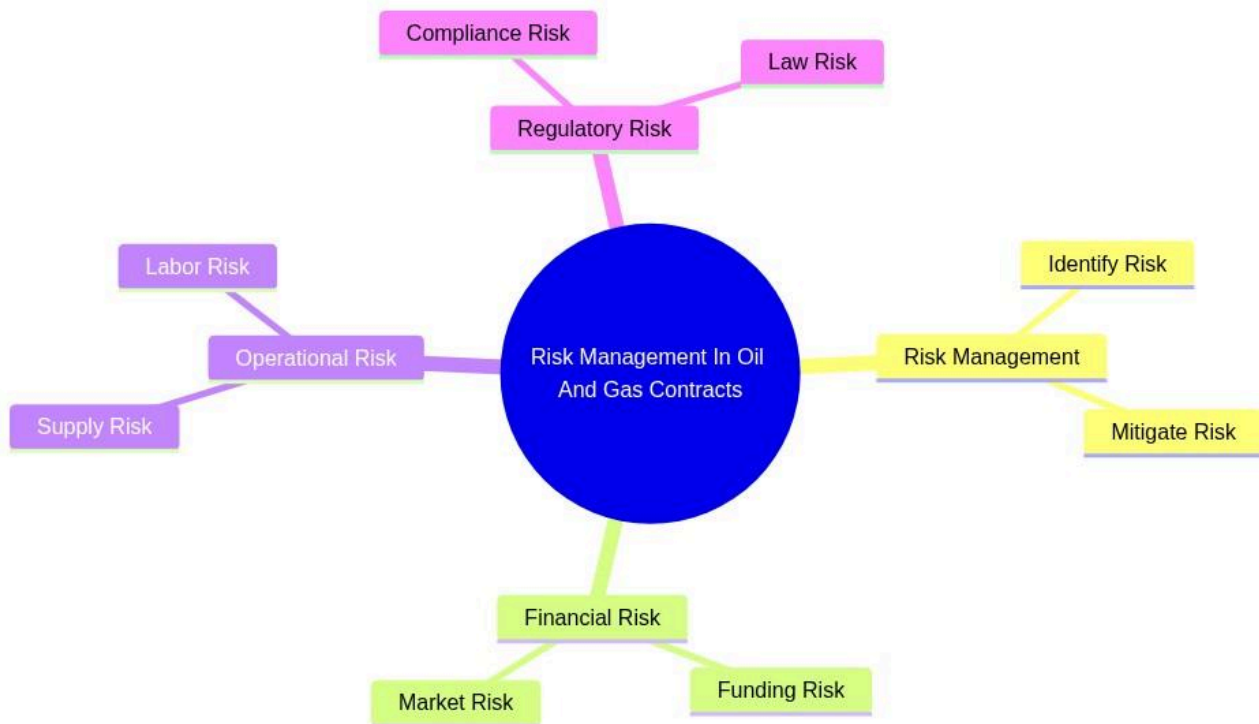 Compliance Risk
Law Risk
Regulatory Risk
Labor Risk
Identify Risk
Operational Risk
Risk Management In Oil
And Gas Contracts
Risk Management
Supply Risk
Mitigate Risk
Financial Risk
Market Risk
Funding Risk